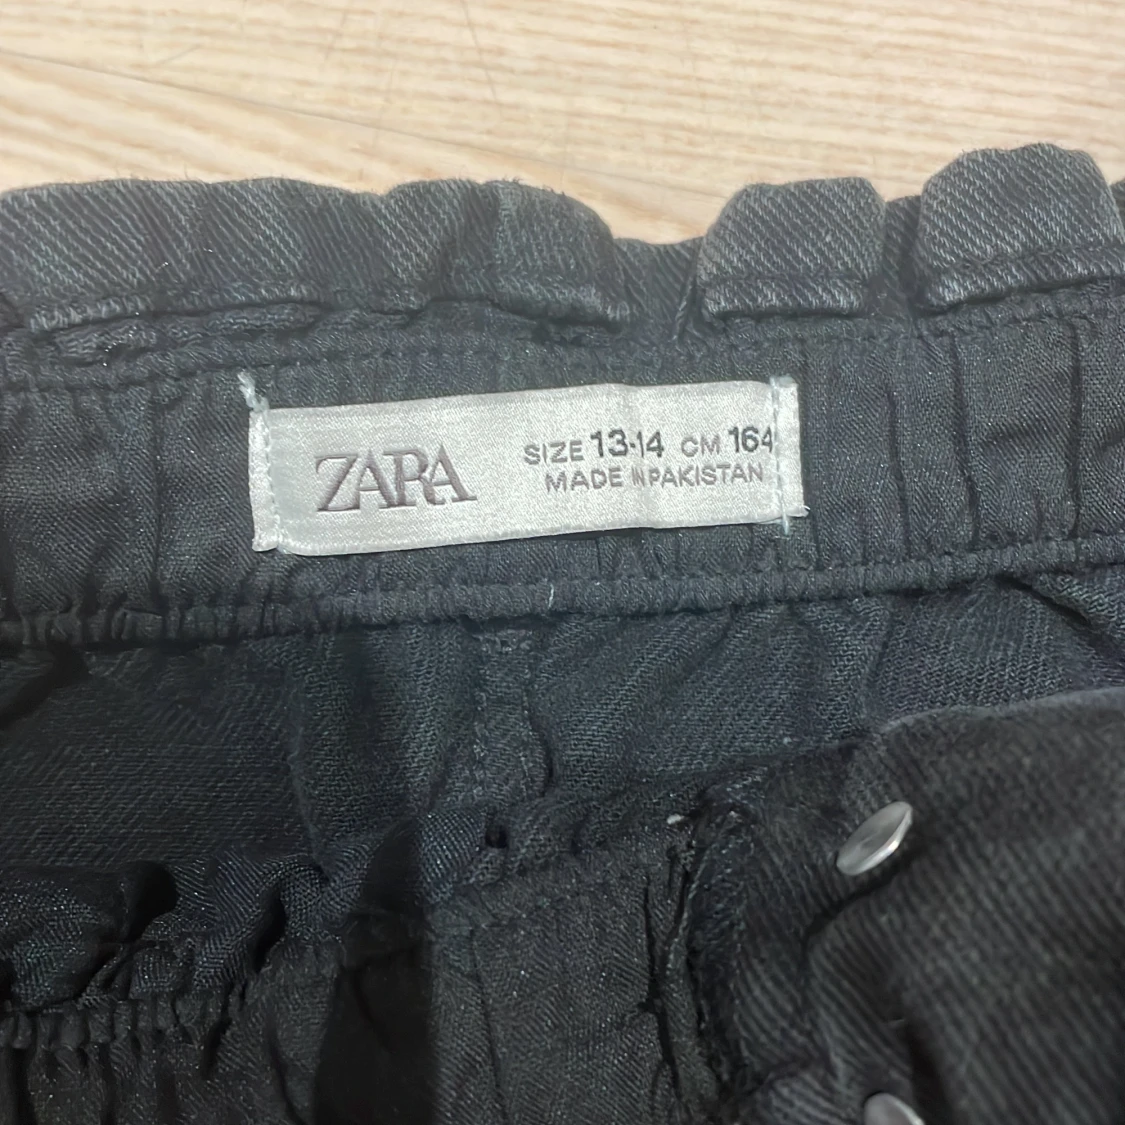 ZARA
SIZE 13-14 CM 164
MADE IN PAKISTAN